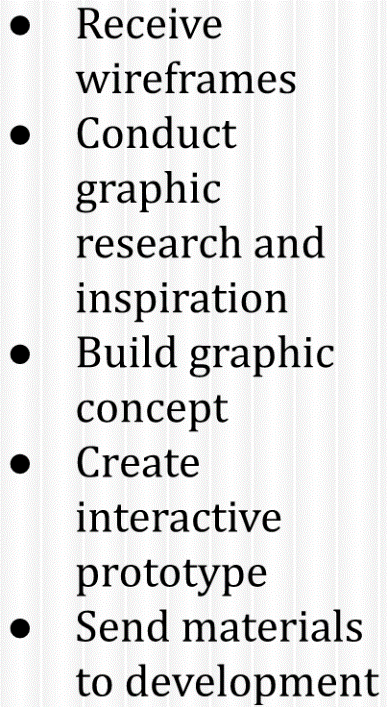 ● Receive
wireframes
● Conduct
graphic
research and
inspiration
● Build graphic
concept
● Create
interactive
prototype
● Send materials
to development